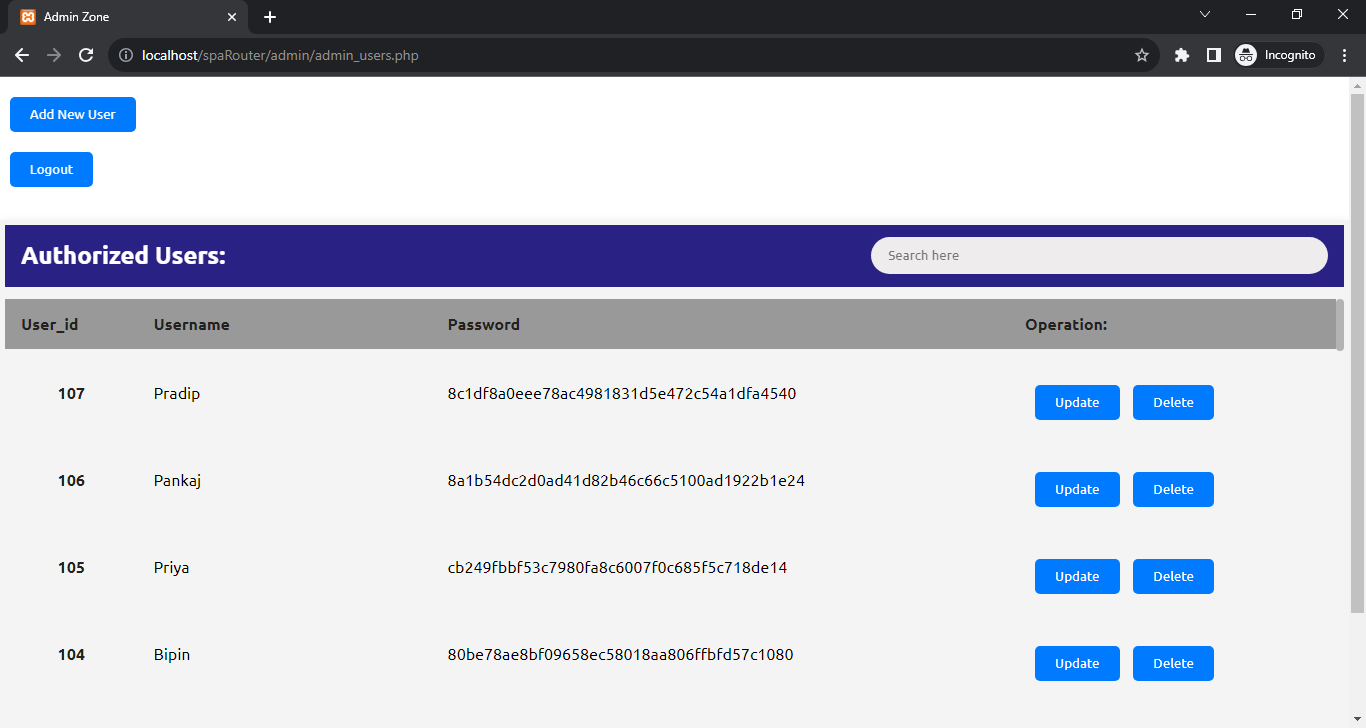 Admin Zone
localhost/spaRouter/admin/admin_users.php
Incognito
Add New User
Logout
Authorized Users:
Search here
User_id Username Password Operation:
107 Pradip 8c1df8a0eee78ac4981831d5e472c54a1dfa4540 Update Delete
106 Pankaj 8a1b54dc2d0ad41d82b46c66c5100ad1922b1e24 Update Delete
105 Priya cb249fbbf53c7980fa8c6007f0c685f5c718de14 Update Delete
104 Bipin 80be78ae8bf09658ec58018aa806ffbfd57c1080 Update Delete